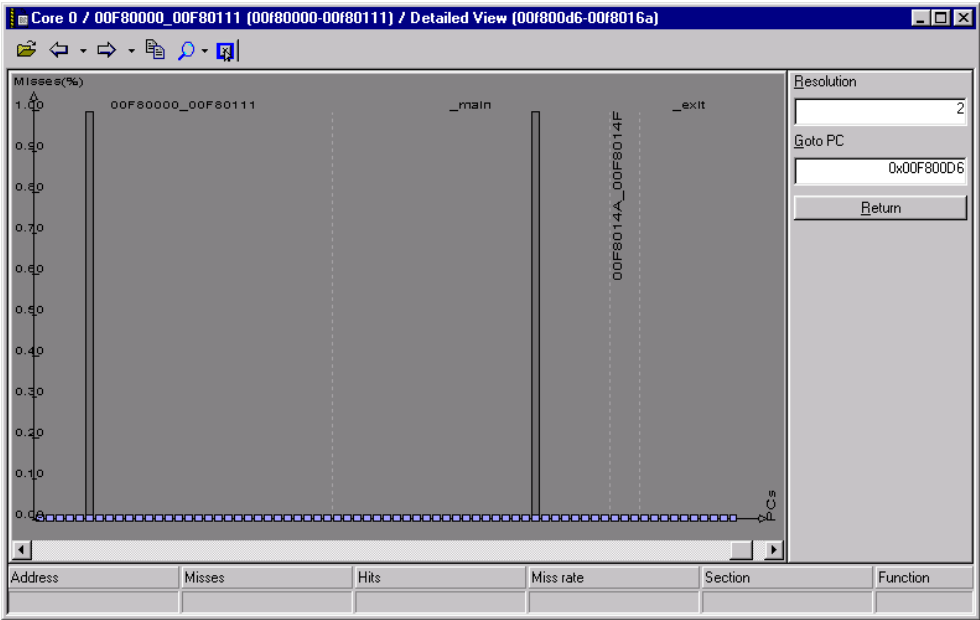 Core 0 / 00F80000_00F80111 (00f80000-00f80111) / Detailed View (00f800d6-00f8016a)
Misses(%)
1.00
00F80000_00F80111
_main
_exit
00F8014A_00F8014F
0.90
0.80
0.70
0.60
0.50
0.40
0.30
0.20
0.10
0.00
PCs
Resolution
2
Goto PC
0x00F800D6
Return
Address Misses Hits Miss rate Section Function